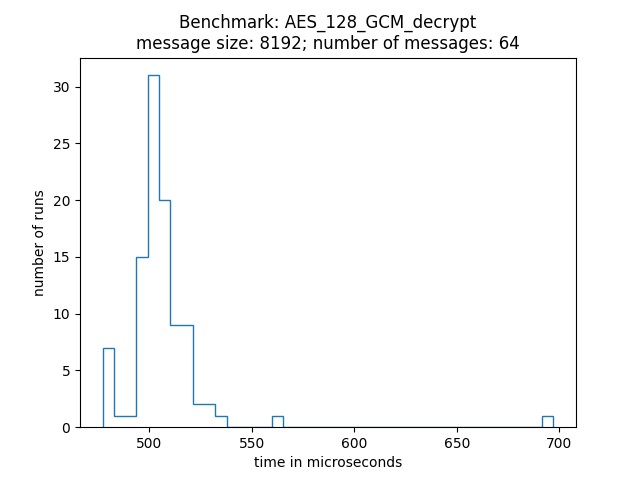 Benchmark: AES_128_GCM_decrypt
message size: 8192; number of messages: 64
number of runs
30
25
20
15
10
5
0
500 550 600 650 700
time in microseconds